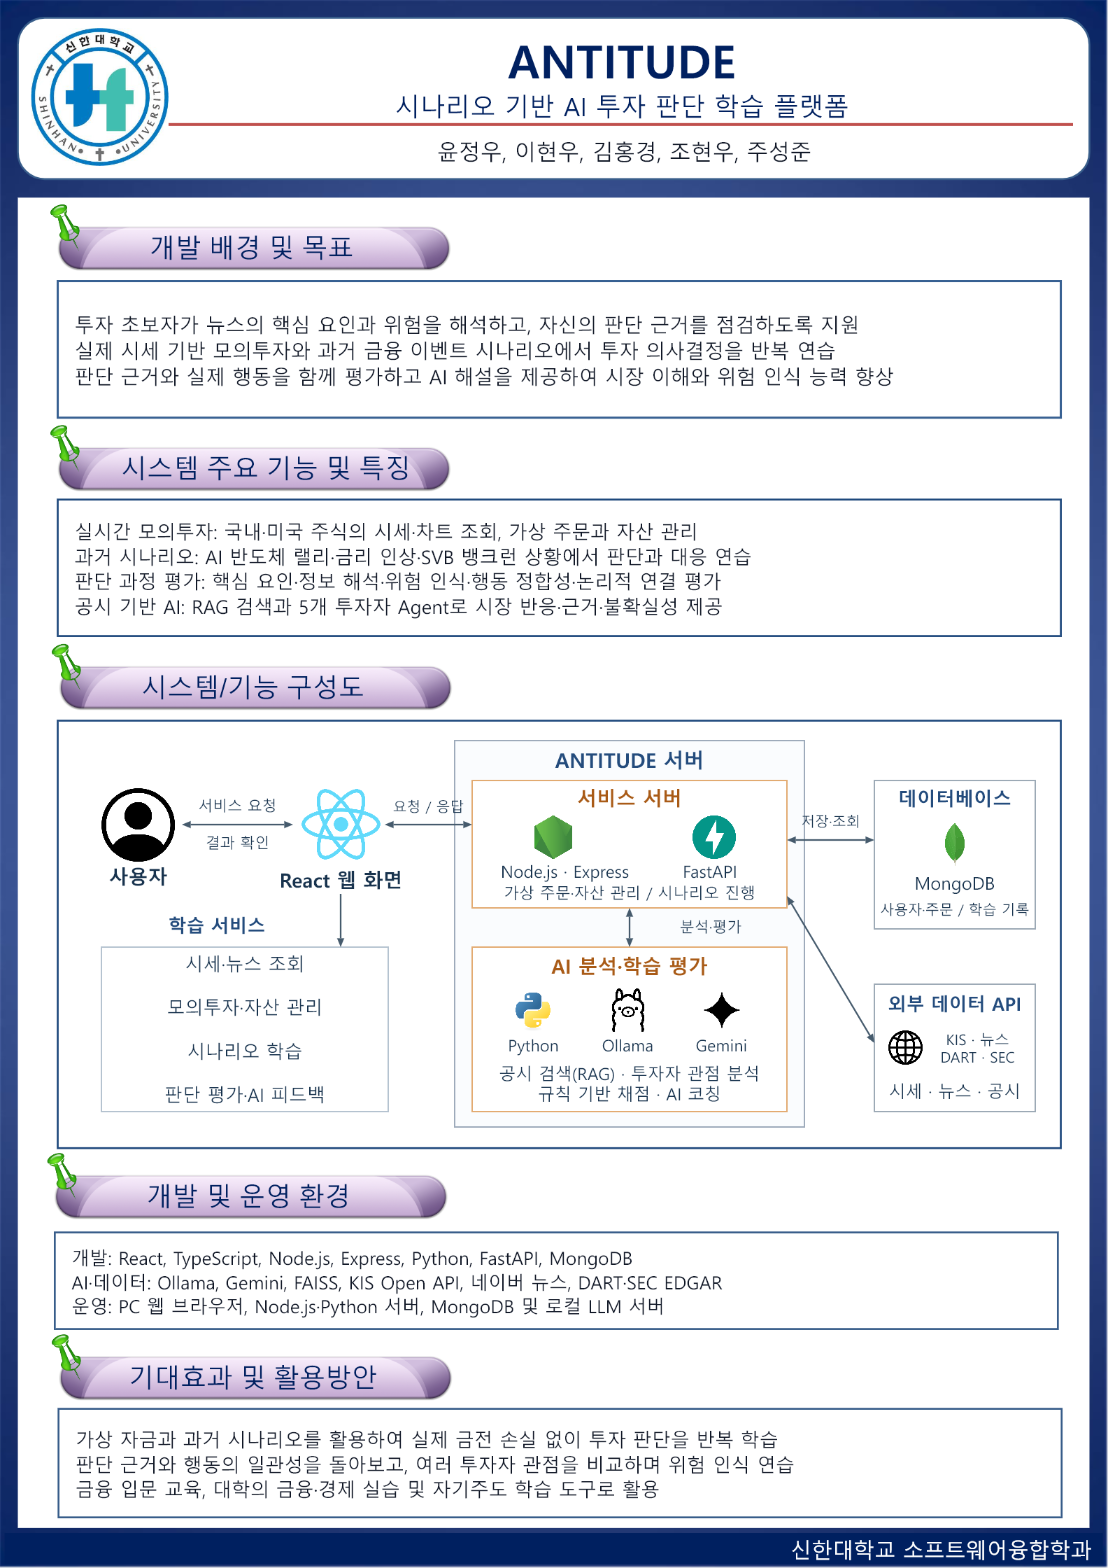 신한대학교
SHINHAN UNIVERSITY
ANTITUDE
시나리오 기반 AI 투자 판단 학습 플랫폼
윤정우, 이현우, 김홍경, 조현우, 주성준
개발 배경 및 목표
투자 초보자가 뉴스의 핵심 요인과 위험을 해석하고, 자신의 판단 근거를 점검하도록 지원
실제 시세 기반 모의투자와 과거 금융 이벤트 시나리오에서 투자 의사결정을 반복 연습
판단 근거와 실제 행동을 함께 평가하고 AI 해설을 제공하여 시장 이해와 위험 인식 능력 향상
시스템 주요 기능 및 특징
실시간 모의투자: 국내·미국 주식의 시세·차트 조회, 가상 주문과 자산 관리
과거 시나리오: AI 반도체 랠리·금리 인상·SVB 뱅크런 상황에서 판단과 대응 연습
판단 과정 평가: 핵심 요인·정보 해석·위험 인식·행동 정합성·논리적 연결 평가
공시 기반 AI: RAG 검색과 5개 투자자 Agent로 시장 반응·근거·불확실성 제공
시스템/기능 구성도
사용자
서비스 요청
결과 확인
React 웹 화면
요청 / 응답
학습 서비스
시세·뉴스 조회
모의투자·자산 관리
시나리오 학습
판단 평가·AI 피드백
ANTITUDE 서버
서비스 서버
Node.js · Express
FastAPI
가상 주문·자산 관리 / 시나리오 진행
분석·평가
AI 분석·학습 평가
Python
Ollama
Gemini
공시 검색(RAG) · 투자자 관점 분석
규칙 기반 채점 · AI 코칭
저장·조회
데이터베이스
MongoDB
사용자·주문 / 학습 기록
외부 데이터 API
KIS · 뉴스
DART · SEC
시세 · 뉴스 · 공시
개발 및 운영 환경
개발: React, TypeScript, Node.js, Express, Python, FastAPI, MongoDB
AI·데이터: Ollama, Gemini, FAISS, KIS Open API, 네이버 뉴스, DART·SEC EDGAR
운영: PC 웹 브라우저, Node.js·Python 서버, MongoDB 및 로컬 LLM 서버
기대효과 및 활용방안
가상 자금과 과거 시나리오를 활용하여 실제 금전 손실 없이 투자 판단을 반복 학습
판단 근거와 행동의 일관성을 돌아보고, 여러 투자자 관점을 비교하며 위험 인식 연습
금융 입문 교육, 대학의 금융·경제 실습 및 자기주도 학습 도구로 활용
신한대학교 소프트웨어융합학과